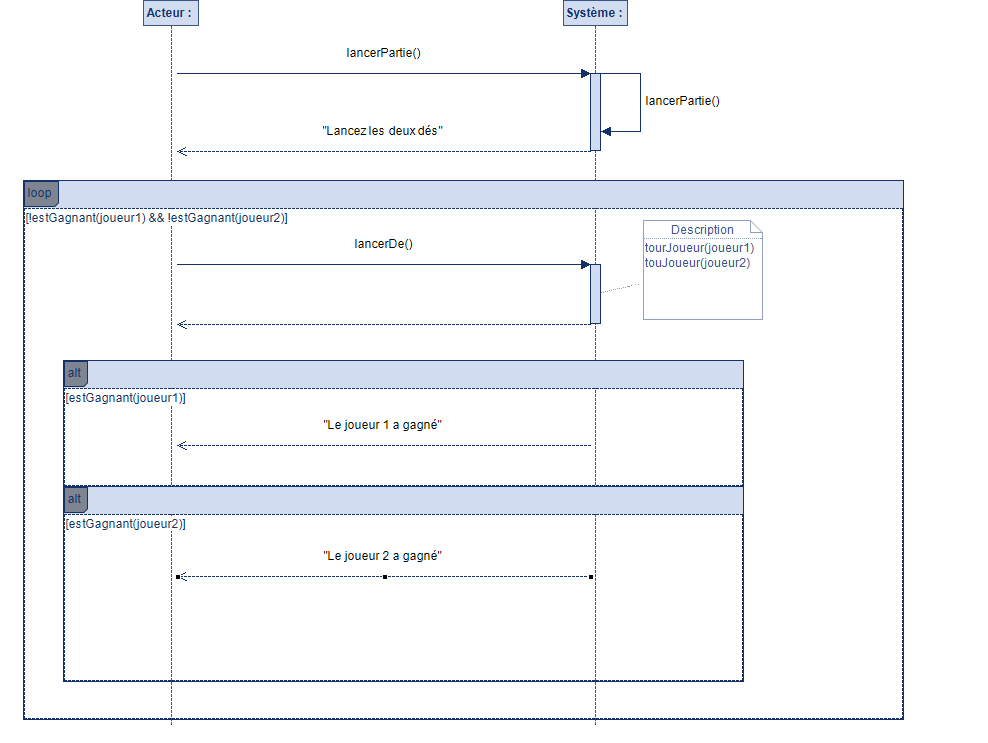 Acteur :
Système :
lancerPartie()
lancerPartie()
"Lancez les deux dés"
loop
[!estGagnant(joueur1) && !estGagnant(joueur2)]
Description
tourJoueur(joueur1)
touJoueur(joueur2)
lancerDe()
alt
[estGagnant(joueur1)]
"Le joueur 1 a gagné"
alt
[estGagnant(joueur2)]
"Le joueur 2 a gagné"